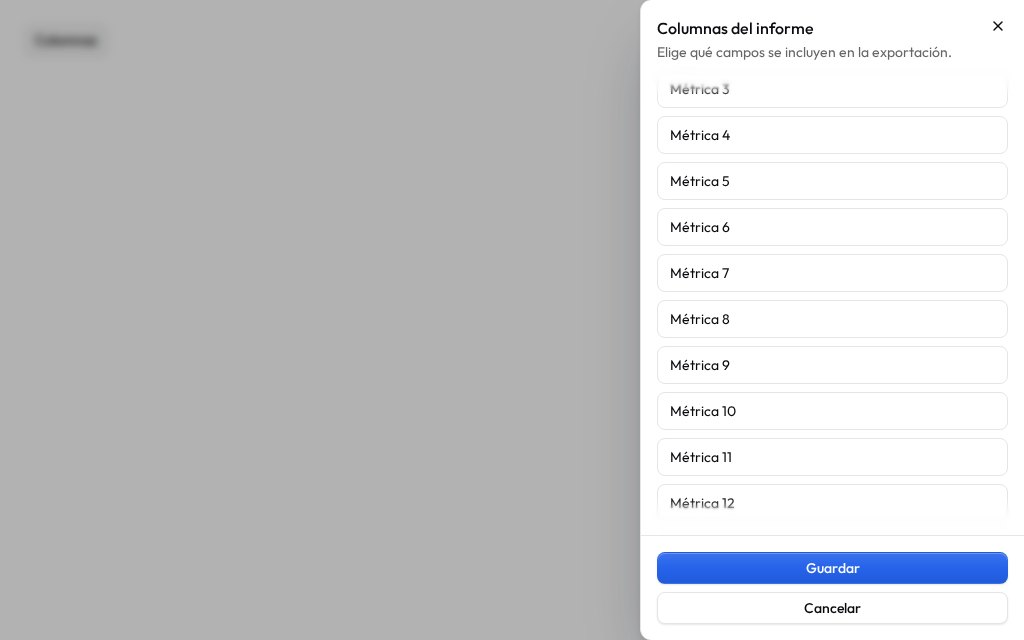 Columnas
Columnas del informe
Elige qué campos se incluyen en la exportación.
Métrica 3
Métrica 4
Métrica 5
Métrica 6
Métrica 7
Métrica 8
Métrica 9
Métrica 10
Métrica 11
Métrica 12
Guardar
Cancelar